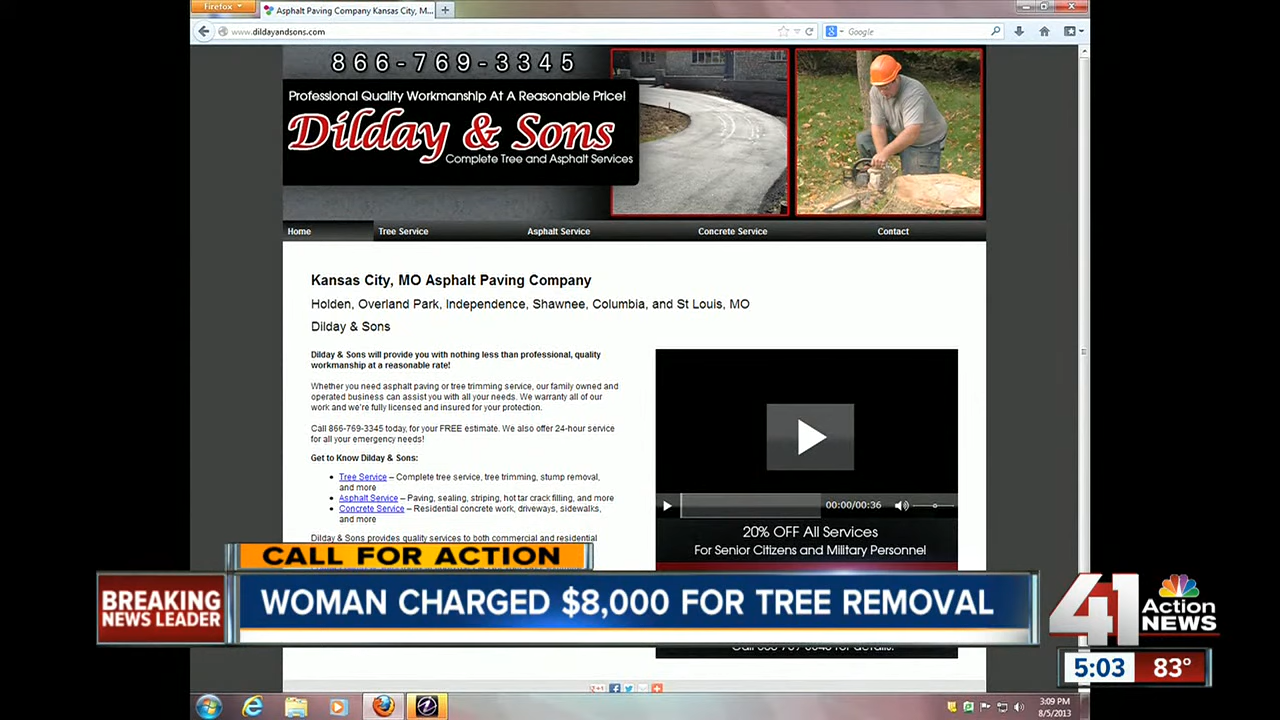 Firefox
Asphalt Paving Company Kansas City, M...
www.dildayandsons.com
Google
866-769-3345
Professional Quality Workmanship At A Reasonable Price!
Dilday & Sons
Complete Tree and Asphalt Services
Home Tree Service Asphalt Service Concrete Service Contact
Kansas City, MO Asphalt Paving Company
Holden, Overland Park, Independence, Shawnee, Columbia, and St Louis, MO
Dilday & Sons
Dilday & Sons will provide you with nothing less than professional, quality
workmanship at a reasonable rate!
Whether you need asphalt paving or tree trimming service, our family owned and
operated business can assist you with all your needs. We warranty all of our
work and we're fully licensed and insured for your protection.
Call 866-769-3345 today, for your FREE estimate. We also offer 24-hour service
for all your emergency needs!
Get to Know Dilday & Sons:
Tree Service – Complete tree service, tree trimming, stump removal,
and more
Asphalt Service – Paving, sealing, striping, hot tar crack filling, and more
Concrete Service – Residential concrete work, driveways, sidewalks,
and more
Dilday & Sons provides quality services to both commercial and residential
00:00/00:36
20% OFF All Services
For Senior Citizens and Military Personnel
CALL FOR ACTION
BREAKING
NEWS LEADER
WOMAN CHARGED $8,000 FOR TREE REMOVAL
41
Action
NEWS
5:03 83°
3:09 PM
8/5/2013